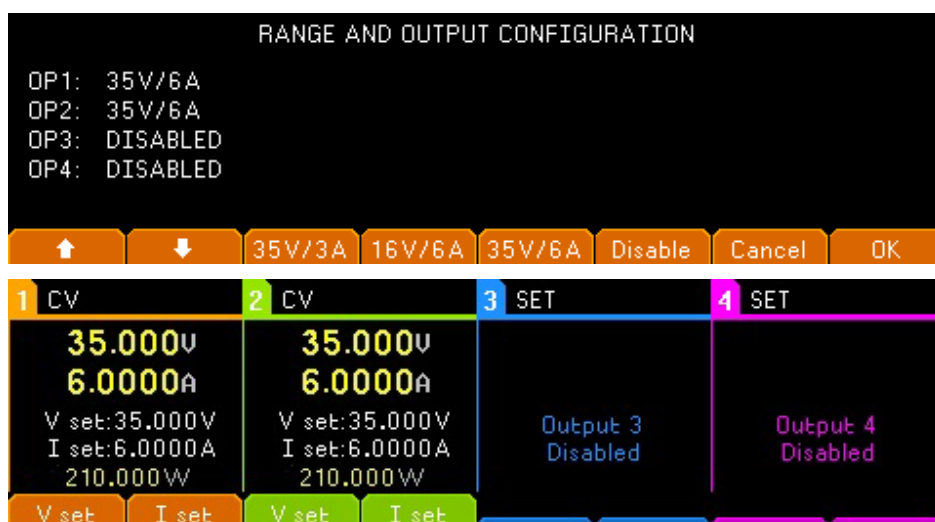 RANGE AND OUTPUT CONFIGURATION
OP1: 35V/6A
OP2: 35V/6A
OP3: DISABLED
OP4: DISABLED
35V/3A 16V/6A 35V/6A Disable Cancel OK
1 CV 2 CV 3 SET 4 SET
35.000V 35.000V
6.0000A 6.0000A
V set:35.000V V set:35.000V Output 3 Output 4
I set:6.0000A I set:6.0000A Disabled Disabled
210.000W 210.000W
V set I set V set I set